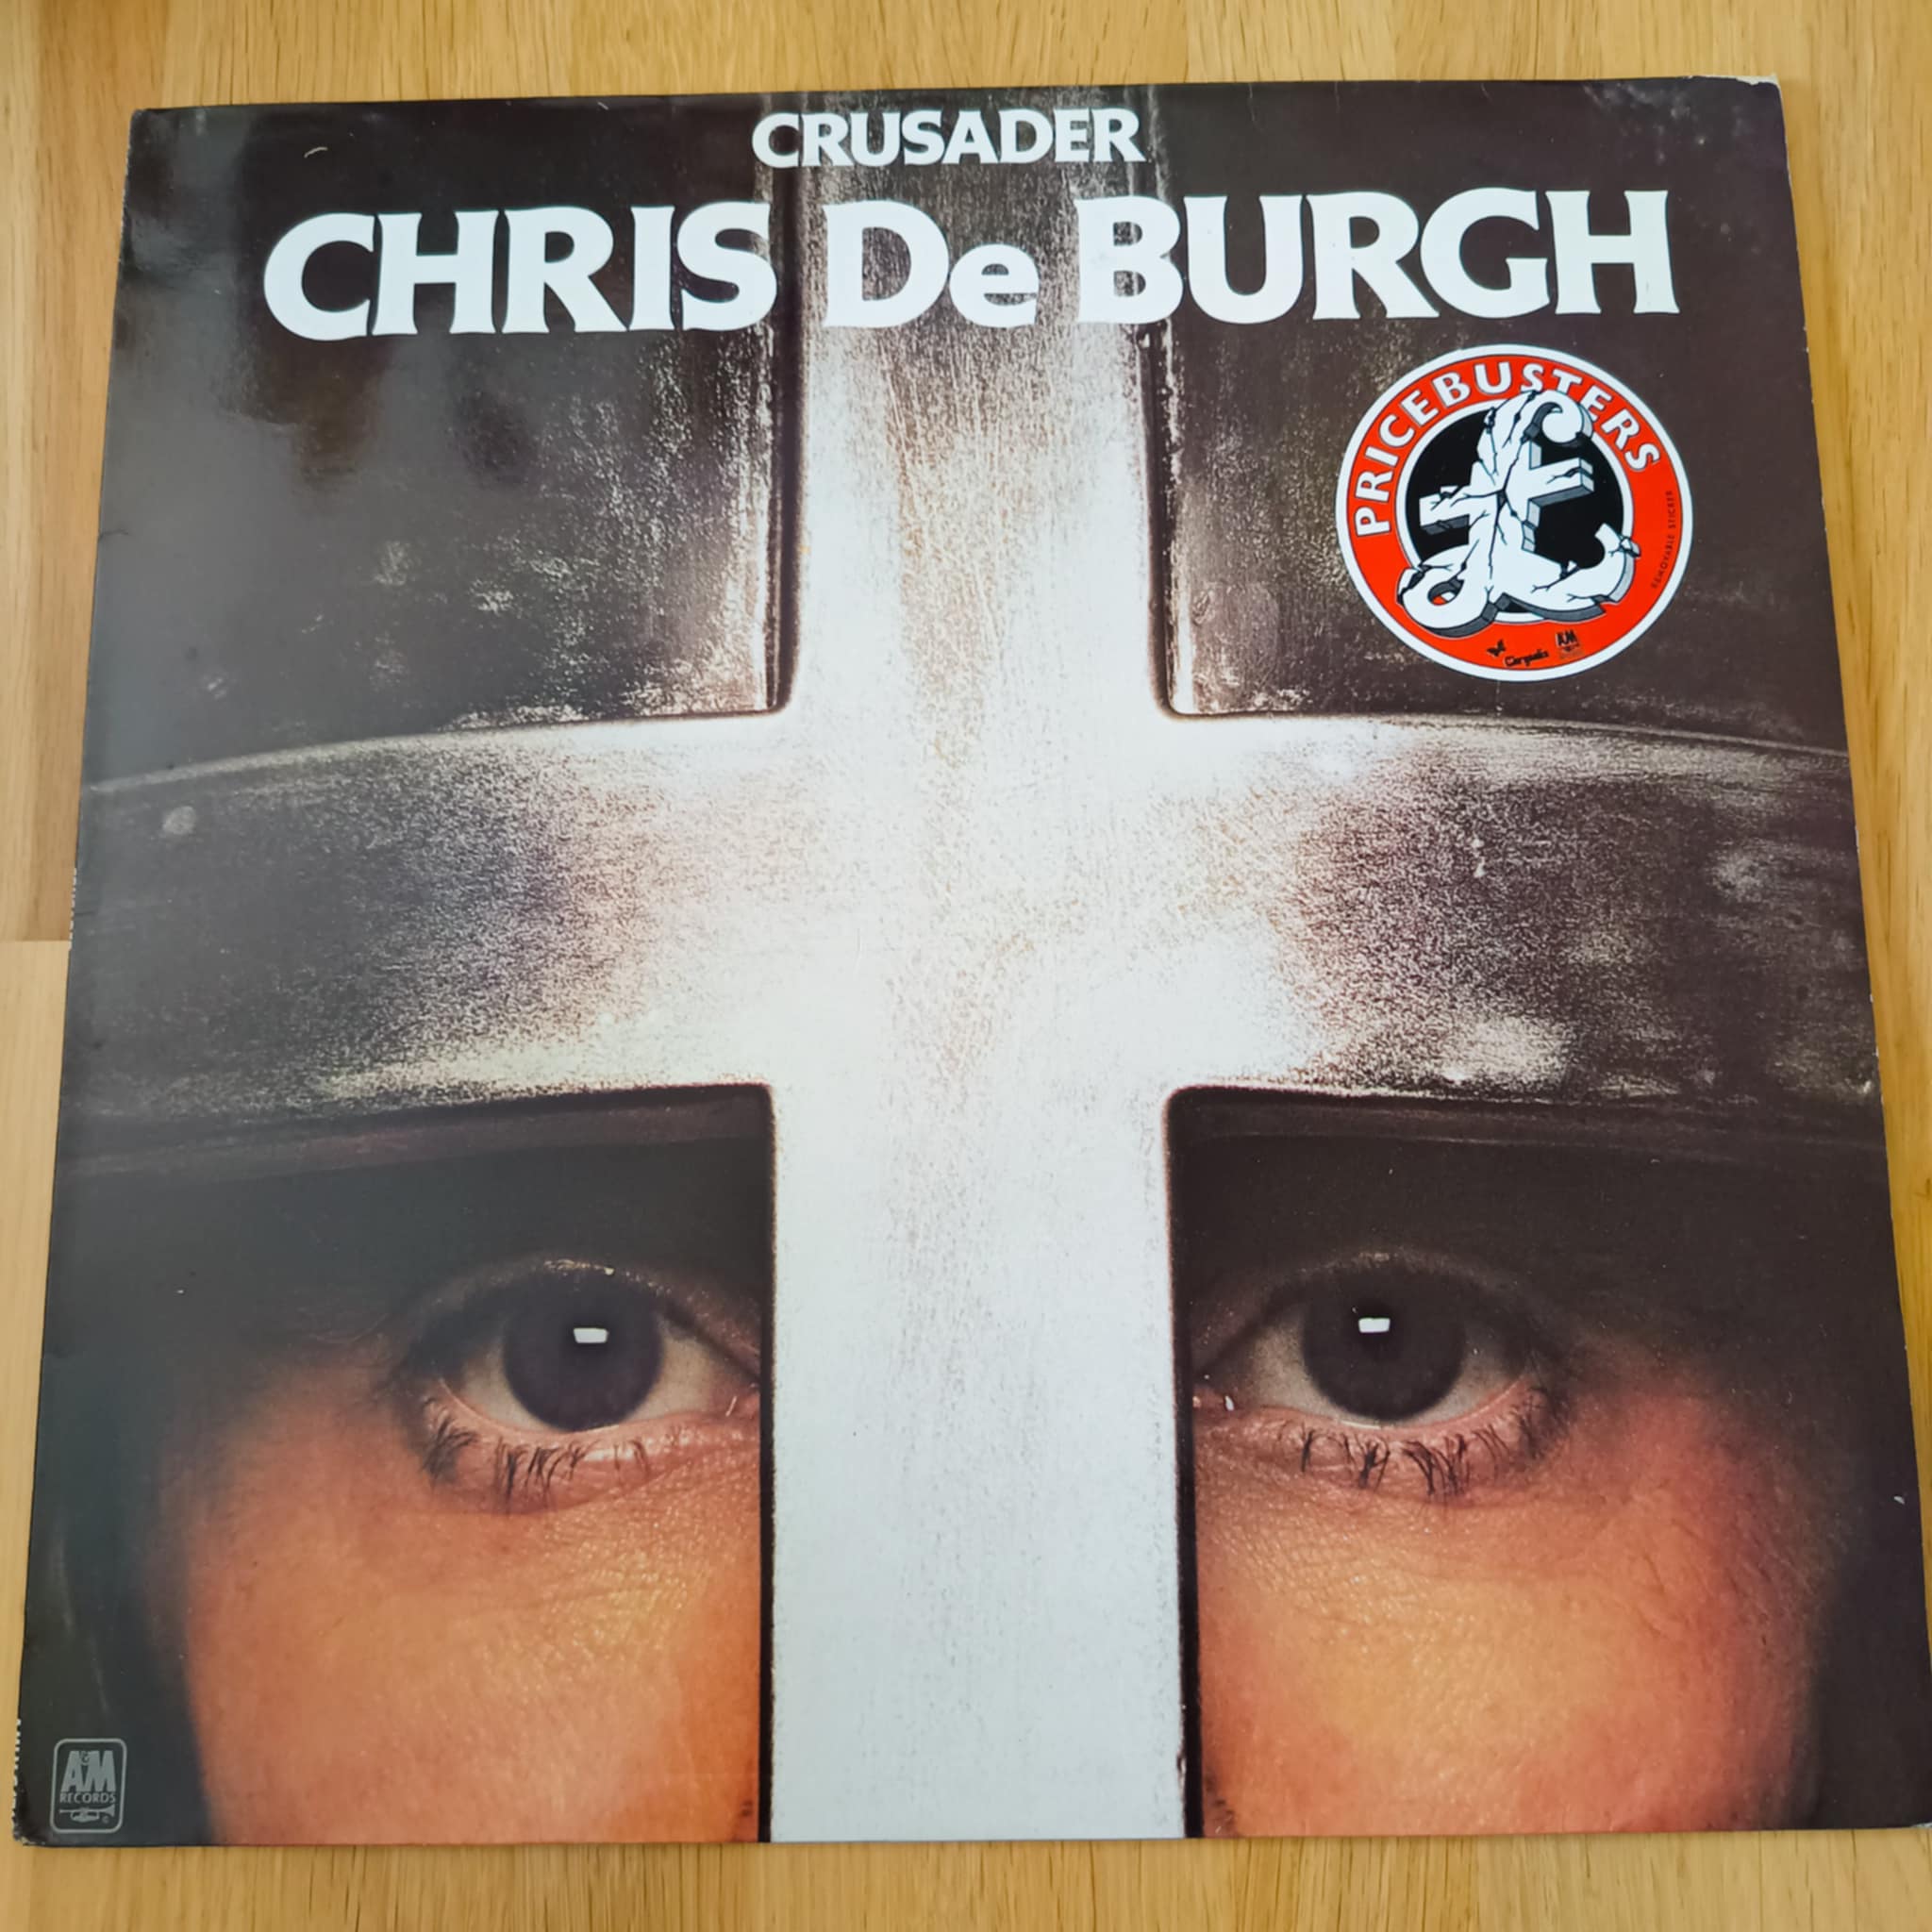 CRUSADER
CHRIS De BURGH
PRICEBUSTERS
£
REMOVABLE STICKER
A&M
A&M
RECORDS